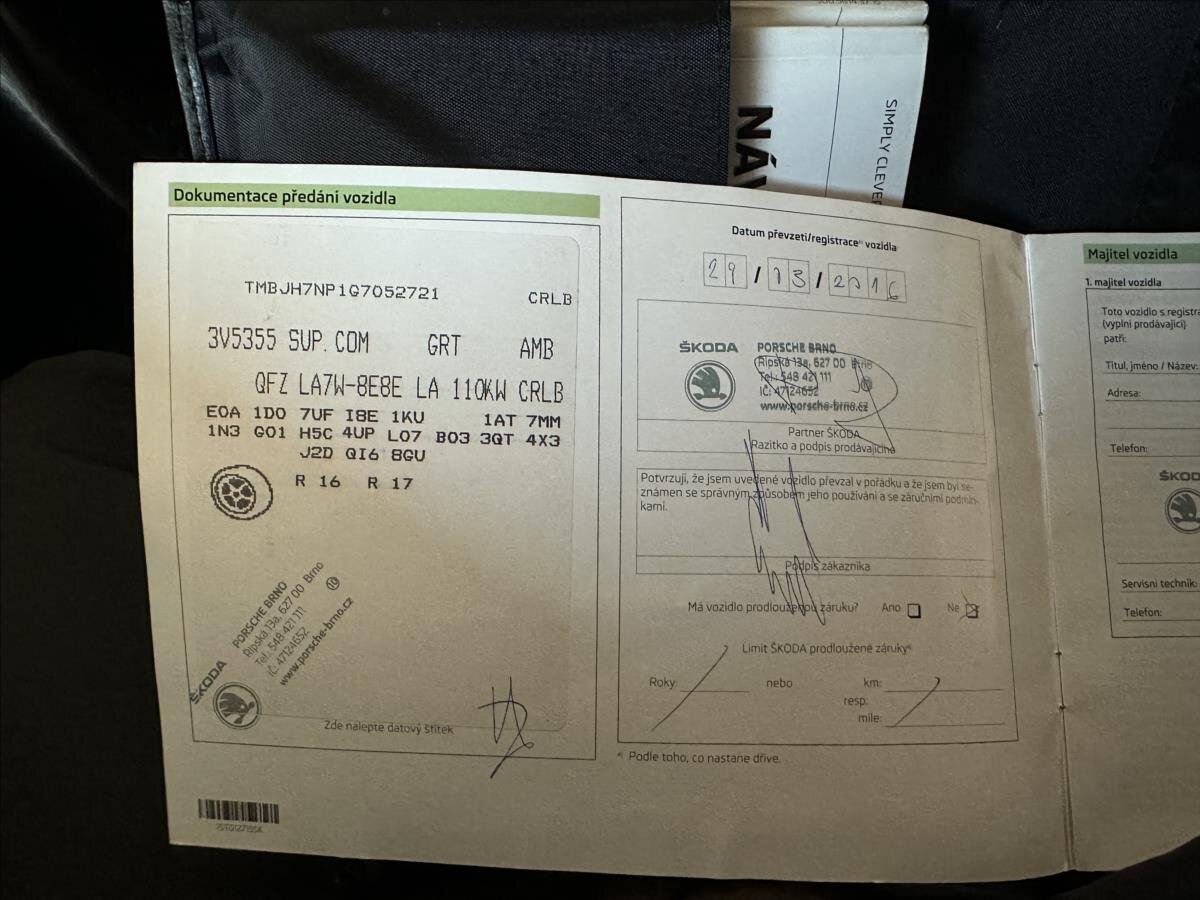 SIMPLY CLEVER
Dokumentace předání vozidla
TMBJH7NP1G7052721 CRLB
3V5355 SUP. COM GRT AMB
QFZ LA7W-8E8E LA 110KW CRLB
E0A 1D0 7UF I8E 1KU 1AT 7MM
1N3 G01 H5C 4UP L07 B03 3QT 4X3
J2D QI6 8GU
R 16 R 17
ŠKODA
PORSCHE BRNO
Řipská 13a, 627 00 Brno
Tel.: 548 421 111
IČ: 47124652
www.porsche-brno.cz
Zde nalepte datový štítek
Datum převzetí/registrace*⁾ vozidla
29/03/2016
ŠKODA
PORSCHE BRNO
Řipská 13a, 627 00 Brno
Tel.: 548 421 111
IČ: 47124652
www.porsche-brno.cz
Partner ŠKODA
Razítko a podpis prodávajícího
Potvrzuji, že jsem uvedené vozidlo převzal v pořádku a že jsem byl se-
známen se správným způsobem jeho používání a se záručními podmín-
kami.
Podpis zákazníka
Má vozidlo prodlouženou záruku? Ano Ne
Limit ŠKODA prodloužené záruky*⁾
Roky: nebo km:
resp.
míle:
*⁾ Podle toho, co nastane dříve.
Majitel vozidla
1. majitel vozidla
Toto vozidlo s registra
(vyplní prodávající)
patří:
Titul, jméno / Název:
Adresa:
Telefon:
ŠKO
Servisní technik:
Telefon: